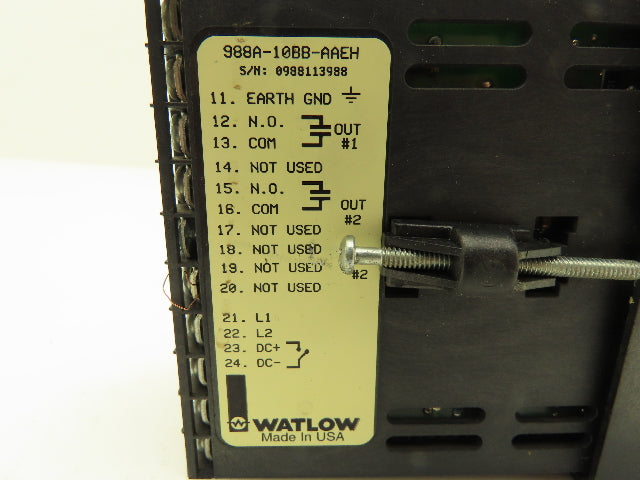 988A-10BB-AAEH
S/N: 0988113988
11. EARTH GND
12. N.O.
13. COM
OUT #1
14. NOT USED
15. N.O.
16. COM
OUT #2
17. NOT USED
18. NOT USED
19. NOT USED
#2
20. NOT USED
21. L1
22. L2
23. DC+
24. DC-
WATLOW
Made In USA